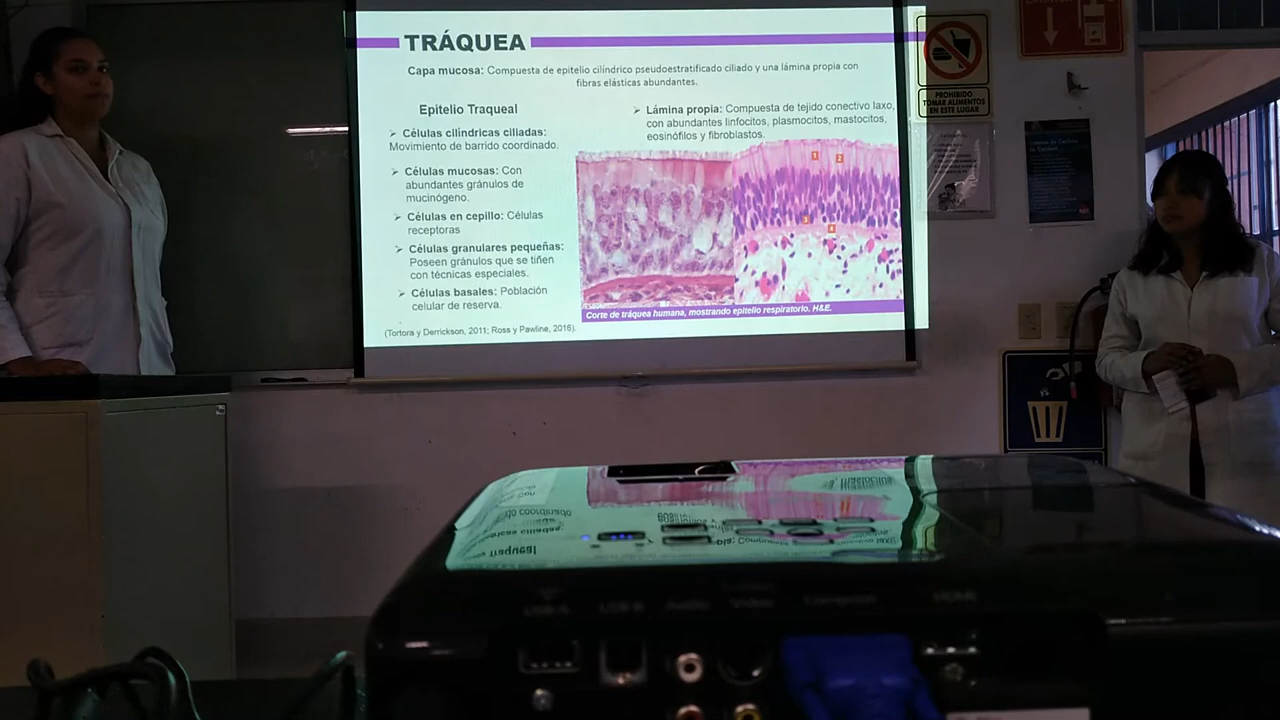 TRÁQUEA
Capa mucosa: Compuesta de epitelio cilíndrico pseudoestratificado ciliado y una lámina propia con
fibras elásticas abundantes.
Epitelio Traqueal
➢ Células cilíndricas ciliadas:
Movimiento de barrido coordinado.
➢ Células mucosas: Con
abundantes gránulos de
mucinógeno.
➢ Células en cepillo: Células
receptoras
➢ Células granulares pequeñas:
Poseen gránulos que se tiñen
con técnicas especiales.
➢ Células basales: Población
celular de reserva.
(Tortora y Derrickson, 2011; Ross y Pawline, 2016).
➢ Lámina propia: Compuesta de tejido conectivo laxo,
con abundantes linfocitos, plasmocitos, mastocitos,
eosinófilos y fibroblastos.
1
2
3
4
Corte de tráquea humana, mostrando epitelio respiratorio. H&E.
PROHIBIDO
TOMAR ALIMENTOS
EN ESTE LUGAR